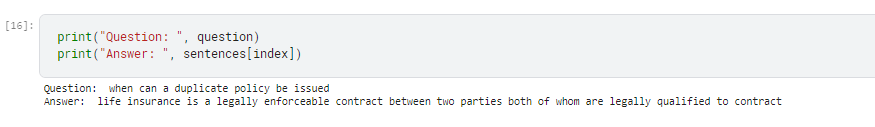 [16]:
print("Question: ", question)
print("Answer: ", sentences[index])
Question:  when can a duplicate policy be issued
Answer:  life insurance is a legally enforceable contract between two parties both of whom are legally qualified to contract